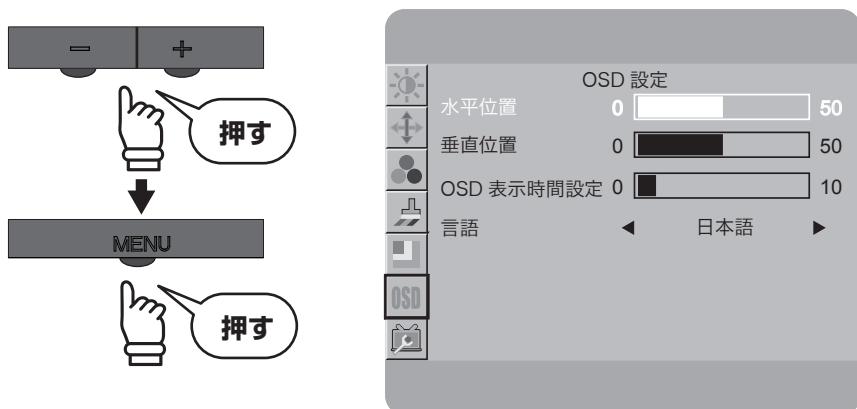 − +
押す
MENU
押す
OSD 設定
水平位置 0 50
垂直位置 0 50
OSD 表示時間設定 0 10
言語 ◀ 日本語 ▶
OSD